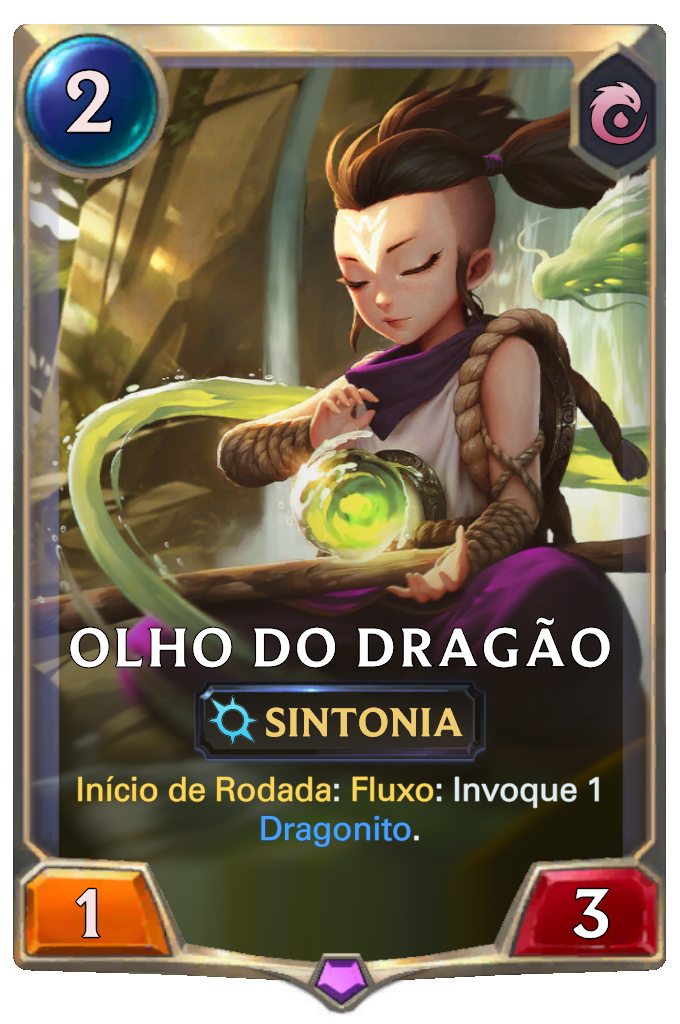 2
OLHO DO DRAGÃO
SINTONIA
Início de Rodada: Fluxo: Invoque 1
Dragonito.
1
3